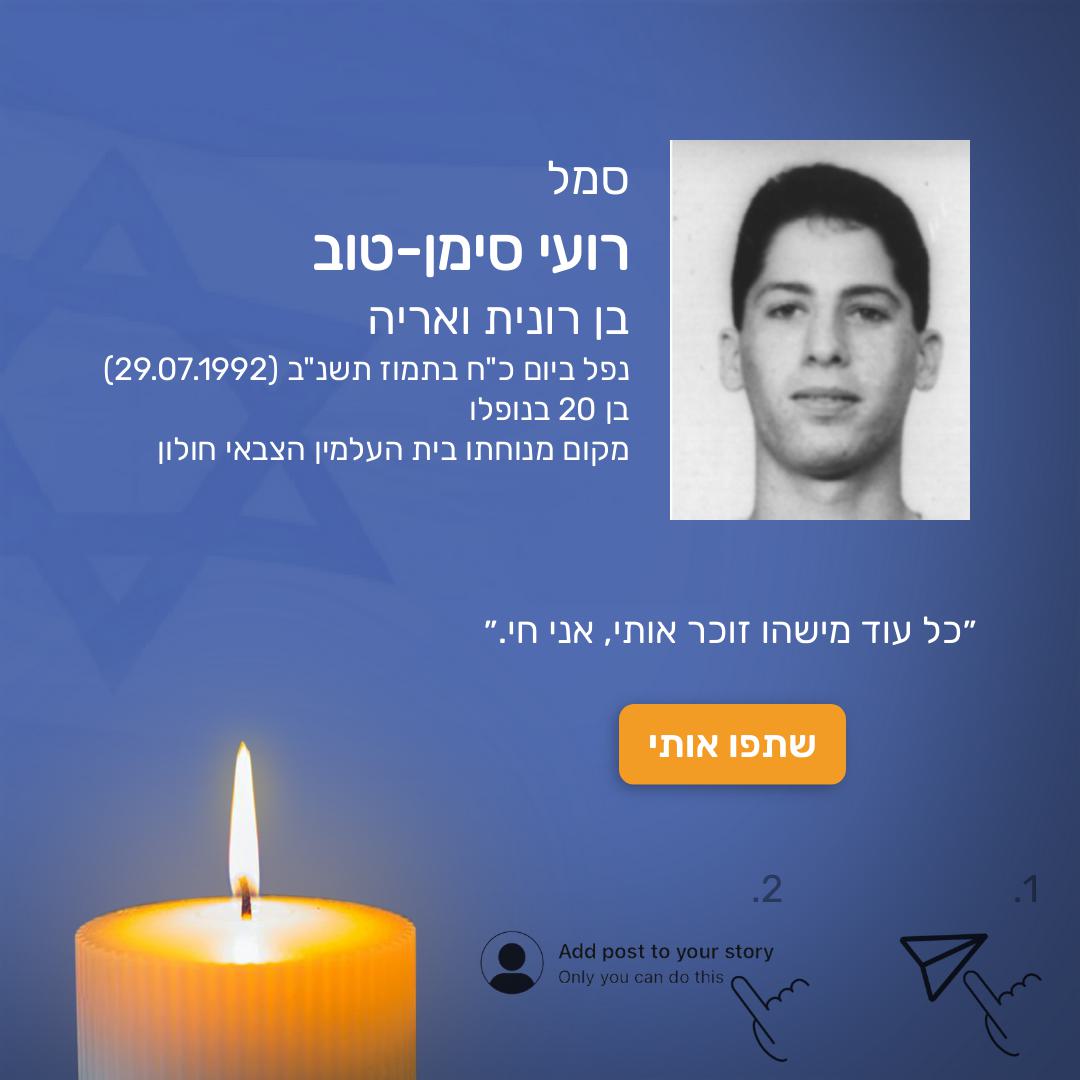 סמל
רועי סימן-טוב
בן רונית ואריה
נפל ביום כ"ח בתמוז תשנ"ב (29.07.1992)
בן 20 בנופלו
מקום מנוחתו בית העלמין הצבאי חולון
״כל עוד מישהו זוכר אותי, אני חי.״
שתפו אותי
1.
2.
Add post to your story
Only you can do this